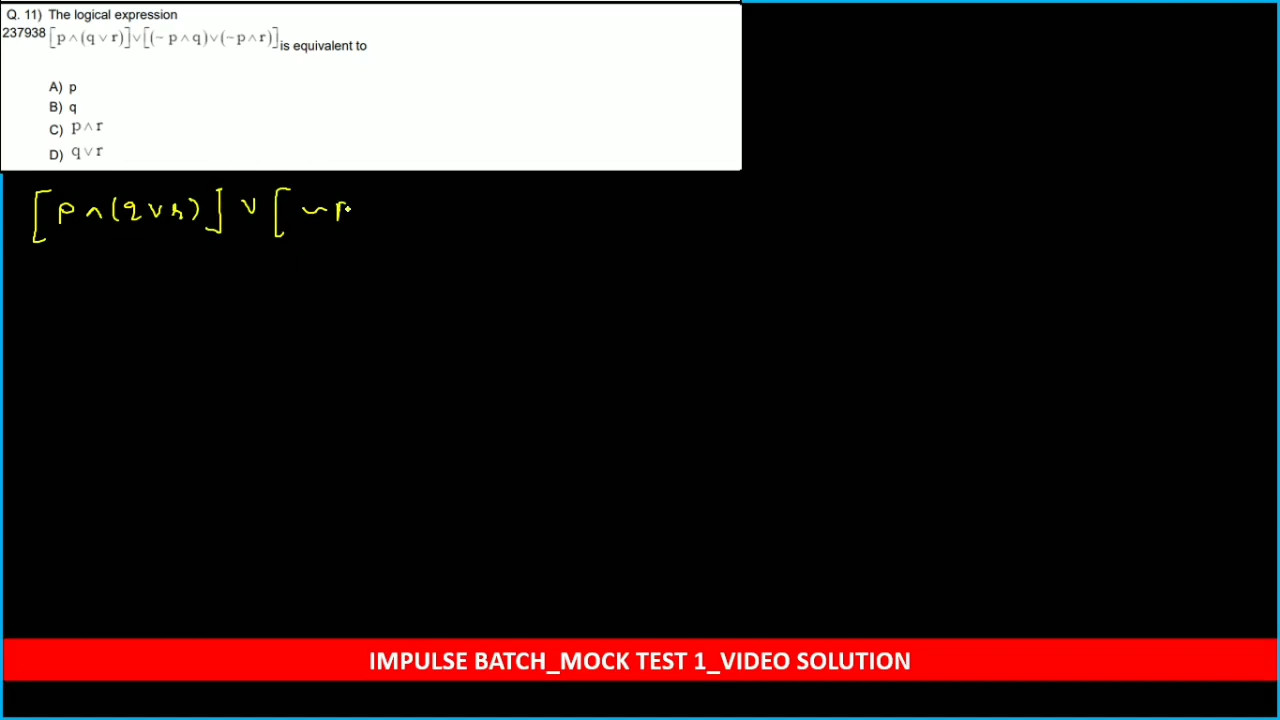 Q. 11) The logical expression
237938 [p∧(q∨r)]∨[(~p∧q)∨(~p∧r)] is equivalent to
A) p
B) q
C) p∧r
D) q∨r
[p∧(q∨r)]∨[~p
IMPULSE BATCH_MOCK TEST 1_VIDEO SOLUTION